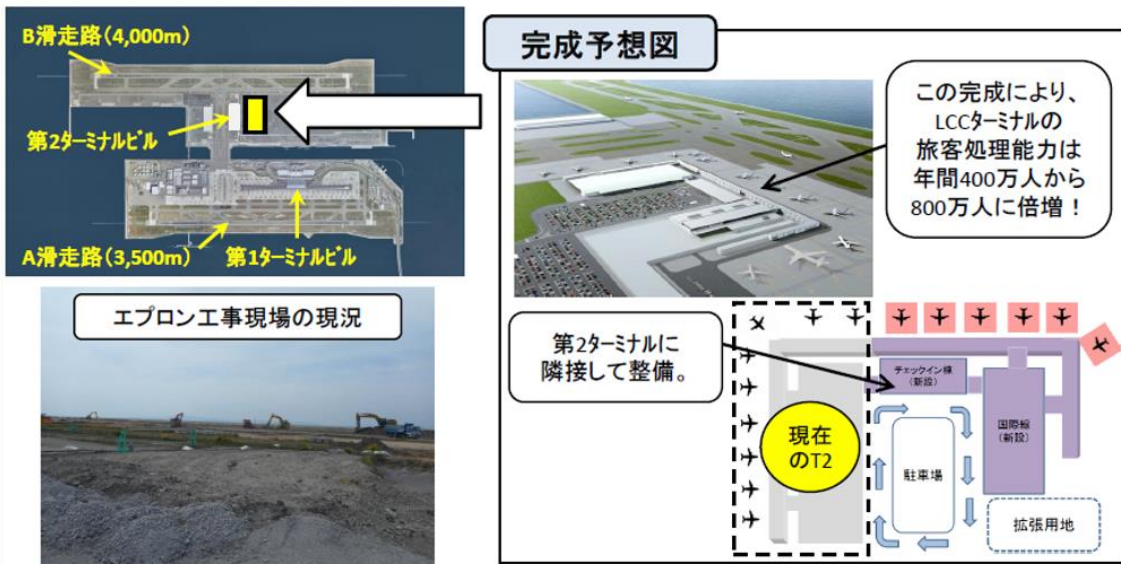 B滑走路(4,000m)
第2ターミナルビル
A滑走路(3,500m)
第1ターミナルビル
エプロン工事現場の現況
完成予想図
この完成により、
LCCターミナルの
旅客処理能力は
年間400万人から
800万人に倍増！
第2ターミナルに
隣接して整備。
現在
のT2
チェックイン棟
(新設)
国際線
(新設)
駐車場
拡張用地